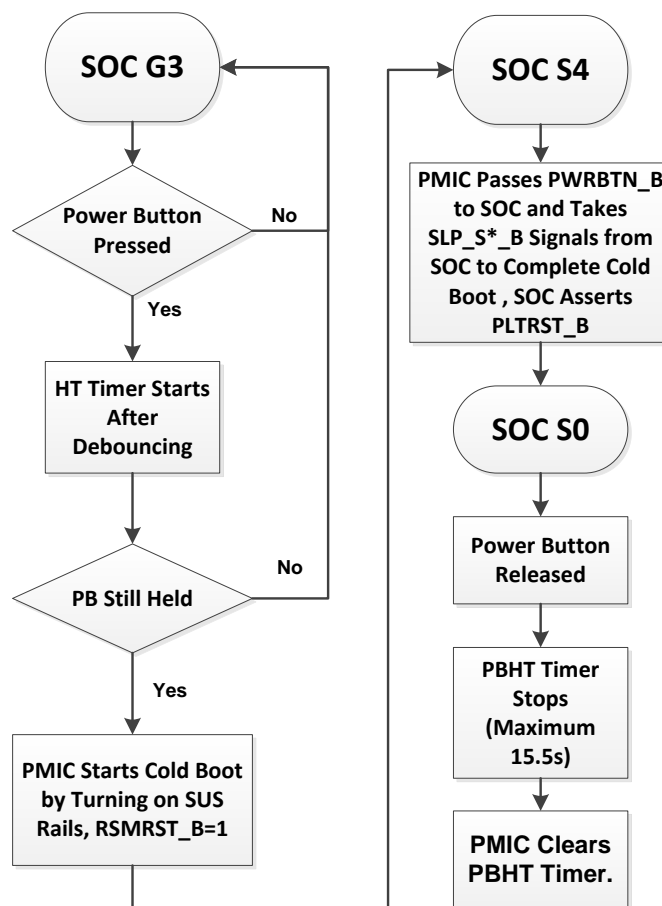 SOC G3
Power Button
Pressed
No
Yes
HT Timer Starts
After
Debouncing
PB Still Held
No
Yes
PMIC Starts Cold Boot
by Turning on SUS
Rails, RSMRST_B=1
SOC S4
PMIC Passes PWRBTN_B
to SOC and Takes
SLP_S*_B Signals from
SOC to Complete Cold
Boot , SOC Asserts
PLTRST_B
SOC S0
Power Button
Released
PBHT Timer
Stops
(Maximum
15.5s)
PMIC Clears
PBHT Timer.